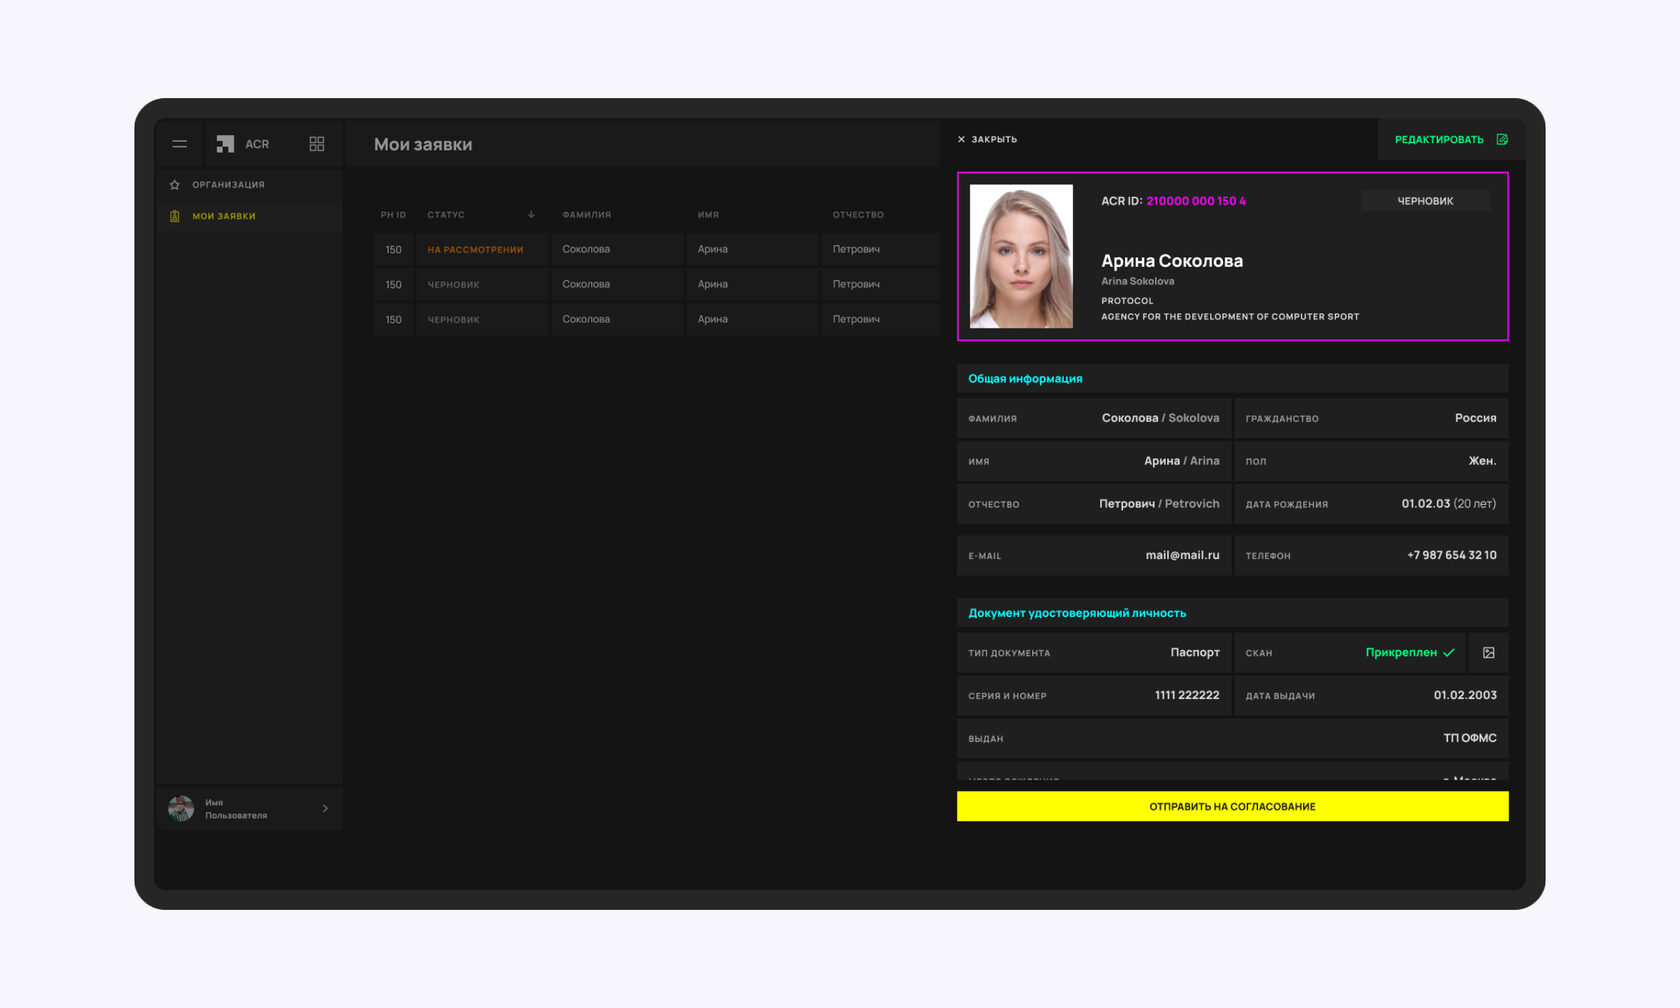 ACR
Мои заявки
ОРГАНИЗАЦИЯ
МОИ ЗАЯВКИ
PH ID СТАТУС ФАМИЛИЯ ИМЯ ОТЧЕСТВО
150 НА РАССМОТРЕНИИ Соколова Арина Петрович
150 ЧЕРНОВИК Соколова Арина Петрович
150 ЧЕРНОВИК Соколова Арина Петрович
Имя
Пользователя
ЗАКРЫТЬ
РЕДАКТИРОВАТЬ
ACR ID: 210000 000 150 4
ЧЕРНОВИК
Арина Соколова
Arina Sokolova
PROTOCOL
AGENCY FOR THE DEVELOPMENT OF COMPUTER SPORT
Общая информация
ФАМИЛИЯ Соколова / Sokolova ГРАЖДАНСТВО Россия
ИМЯ Арина / Arina ПОЛ Жен.
ОТЧЕСТВО Петрович / Petrovich ДАТА РОЖДЕНИЯ 01.02.03 (20 лет)
E-MAIL mail@mail.ru ТЕЛЕФОН +7 987 654 32 10
Документ удостоверяющий личность
ТИП ДОКУМЕНТА Паспорт СКАН Прикреплен
СЕРИЯ И НОМЕР 1111 222222 ДАТА ВЫДАЧИ 01.02.2003
ВЫДАН ТП ОФМС
ОТПРАВИТЬ НА СОГЛАСОВАНИЕ